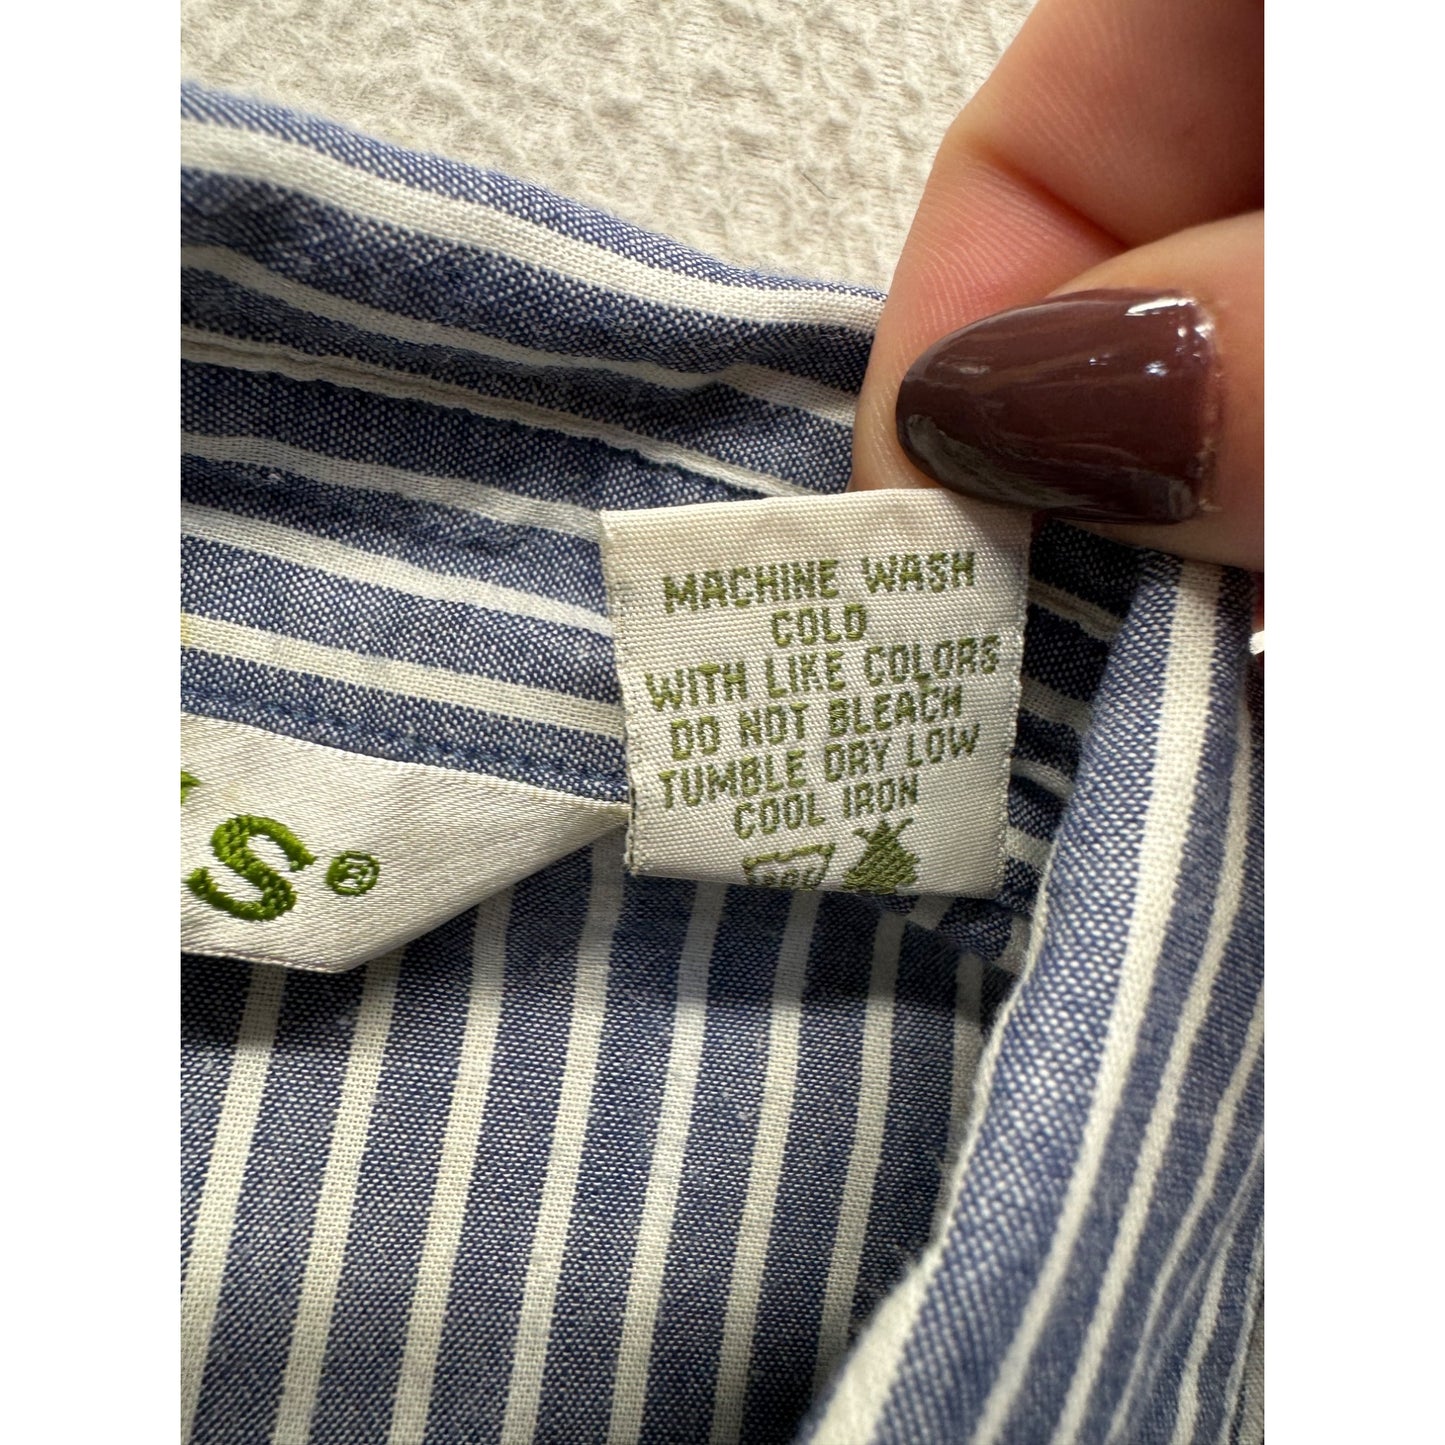 MACHINE WASH
COLD
WITH LIKE COLORS
DO NOT BLEACH
TUMBLE DRY LOW
COOL IRON
S®